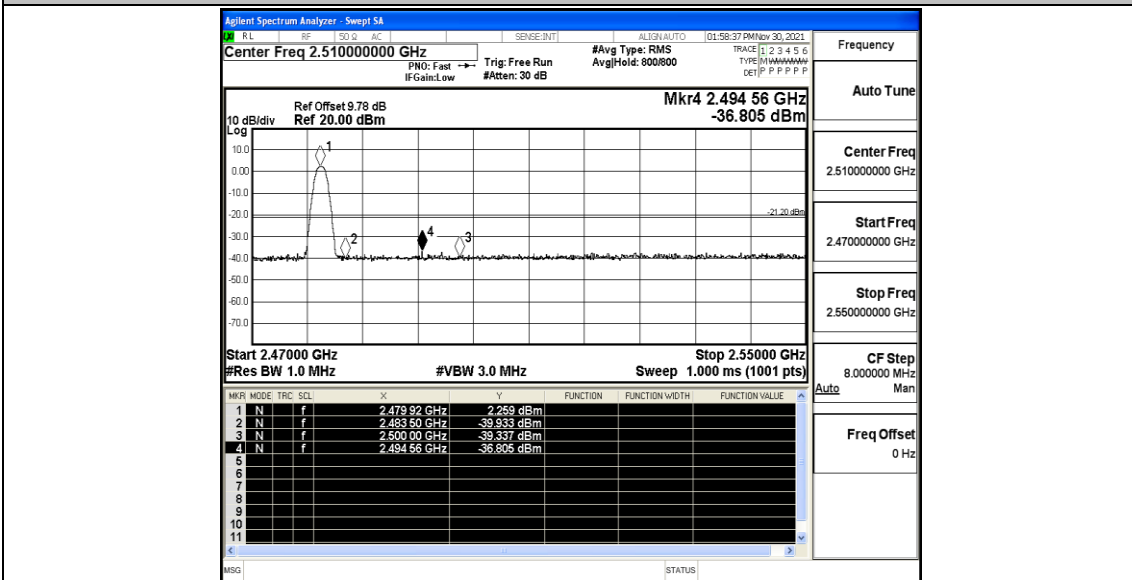 Agilent Spectrum Analyzer - Swept SA
RL RF 50 Ω AC SENSE:INT ALIGN AUTO 01:58:37 PM Nov 30, 2021
Center Freq 2.510000000 GHz
PNO: Fast
IFGain:Low
Trig: Free Run
#Atten: 30 dB
#Avg Type: RMS
Avg|Hold: 800/800
TRACE 1 2 3 4 5 6
TYPE M
DET P P P P P P
Mkr4 2.494 56 GHz
-36.805 dBm
Ref Offset 9.78 dB
10 dB/div Ref 20.00 dBm
Log
10.0
0.00
-10.0
-20.0
-30.0
-40.0
-50.0
-60.0
-70.0
1
2
4
3
-21.20 dBm
Start 2.47000 GHz Stop 2.55000 GHz
#Res BW 1.0 MHz #VBW 3.0 MHz Sweep 1.000 ms (1001 pts)
MKR MODE TRC SCL X Y FUNCTION FUNCTION WIDTH FUNCTION VALUE
1 N f 2.479 92 GHz 2.259 dBm
2 N f 2.483 50 GHz -39.933 dBm
3 N f 2.500 00 GHz -39.337 dBm
4 N f 2.494 56 GHz -36.805 dBm
5
6
7
8
9
10
11
MSG STATUS
Frequency
Auto Tune
Center Freq
2.510000000 GHz
Start Freq
2.470000000 GHz
Stop Freq
2.550000000 GHz
CF Step
8.000000 MHz
Auto Man
Freq Offset
0 Hz